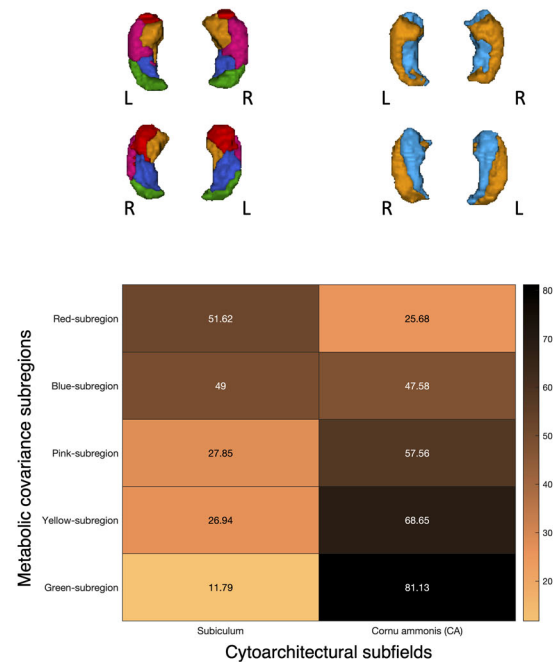 L R L R
R L R L
80
Red-subregion 51.62 25.68
70
60
Blue-subregion 49 47.58
50
Metabolic covariance subregions
Pink-subregion 27.85 57.56
40
30
Yellow-subregion 26.94 68.65
20
Green-subregion 11.79 81.13
Subiculum Cornu ammonis (CA)
Cytoarchitectural subfields